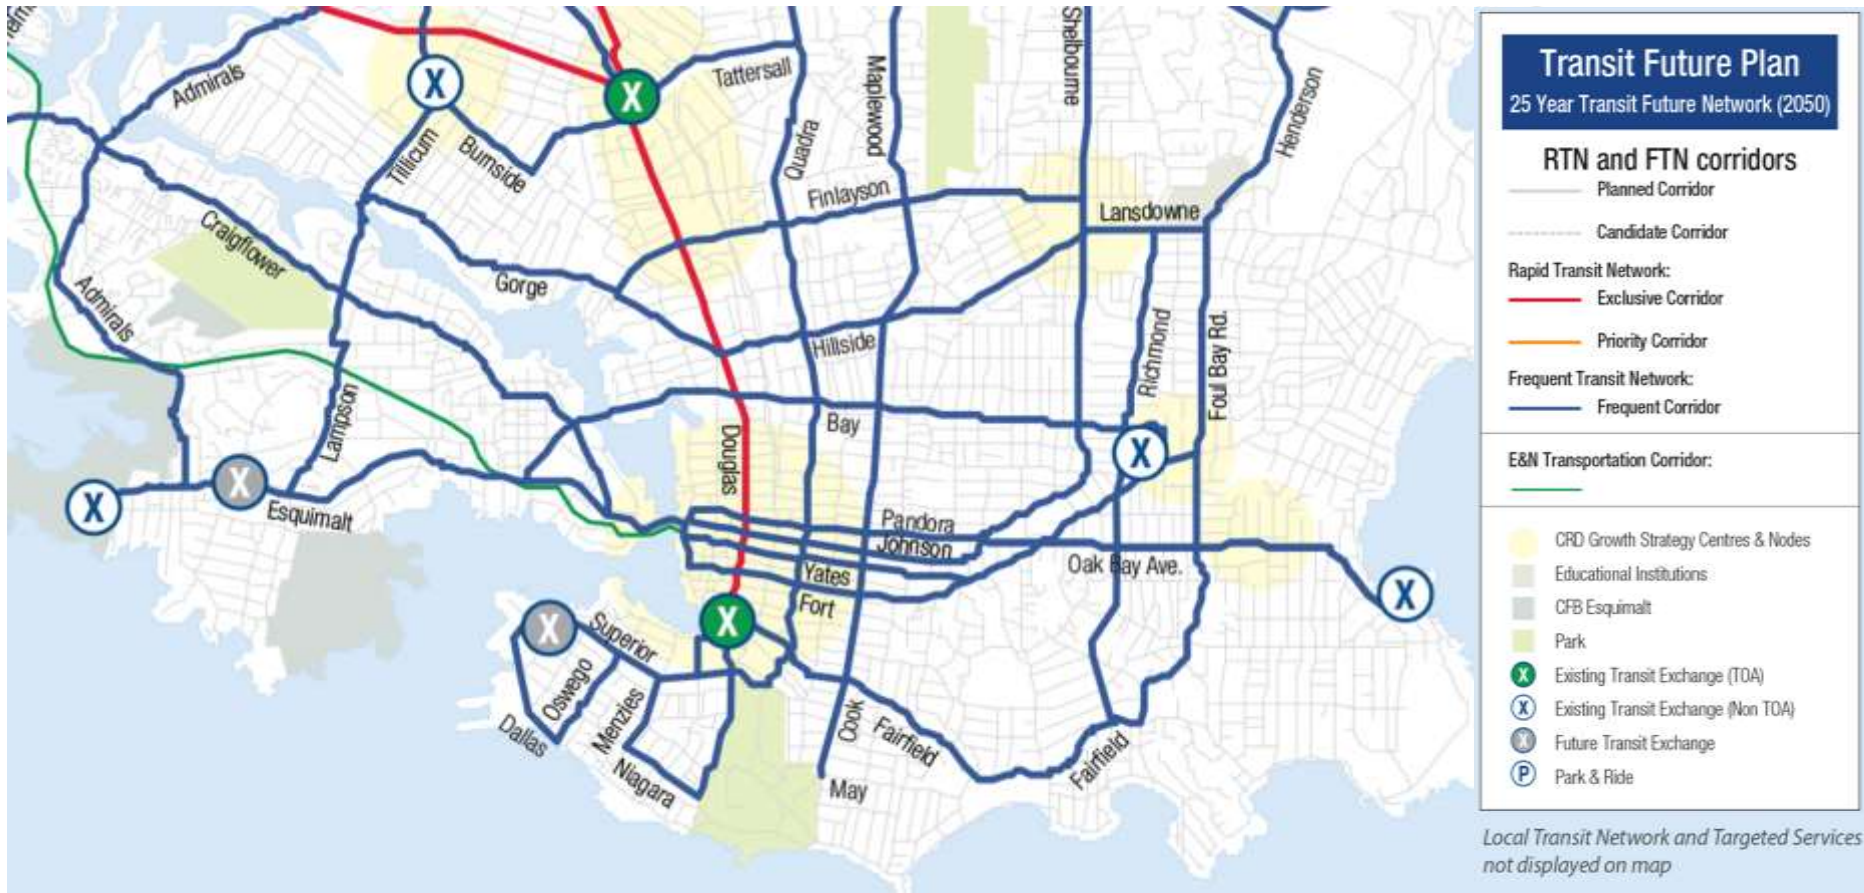 Admirals
X
Tillicum
Burnside
X
Tattersall
Quadra
Maplewood
Finlayson
Shelbourne
Henderson
Lansdowne
Craigflower
Admirals
Gorge
Hillside
Richmond
Foul Bay Rd.
Lampson
Douglas
Bay
X
X
X
Esquimalt
Pandora
Johnson
Yates
Fort
Oak Bay Ave.
X
X
X
Superior
Oswego
Menzies
Dallas
Niagara
Cook
Fairfield
Fairfield
May
Transit Future Plan
25 Year Transit Future Network (2050)
RTN and FTN corridors
Planned Corridor
Candidate Corridor
Rapid Transit Network:
Exclusive Corridor
Priority Corridor
Frequent Transit Network:
Frequent Corridor
E&N Transportation Corridor:
CRD Growth Strategy Centres & Nodes
Educational Institutions
CFB Esquimalt
Park
X Existing Transit Exchange (TOA)
X Existing Transit Exchange (Non TOA)
X Future Transit Exchange
P Park & Ride
Local Transit Network and Targeted Services
not displayed on map